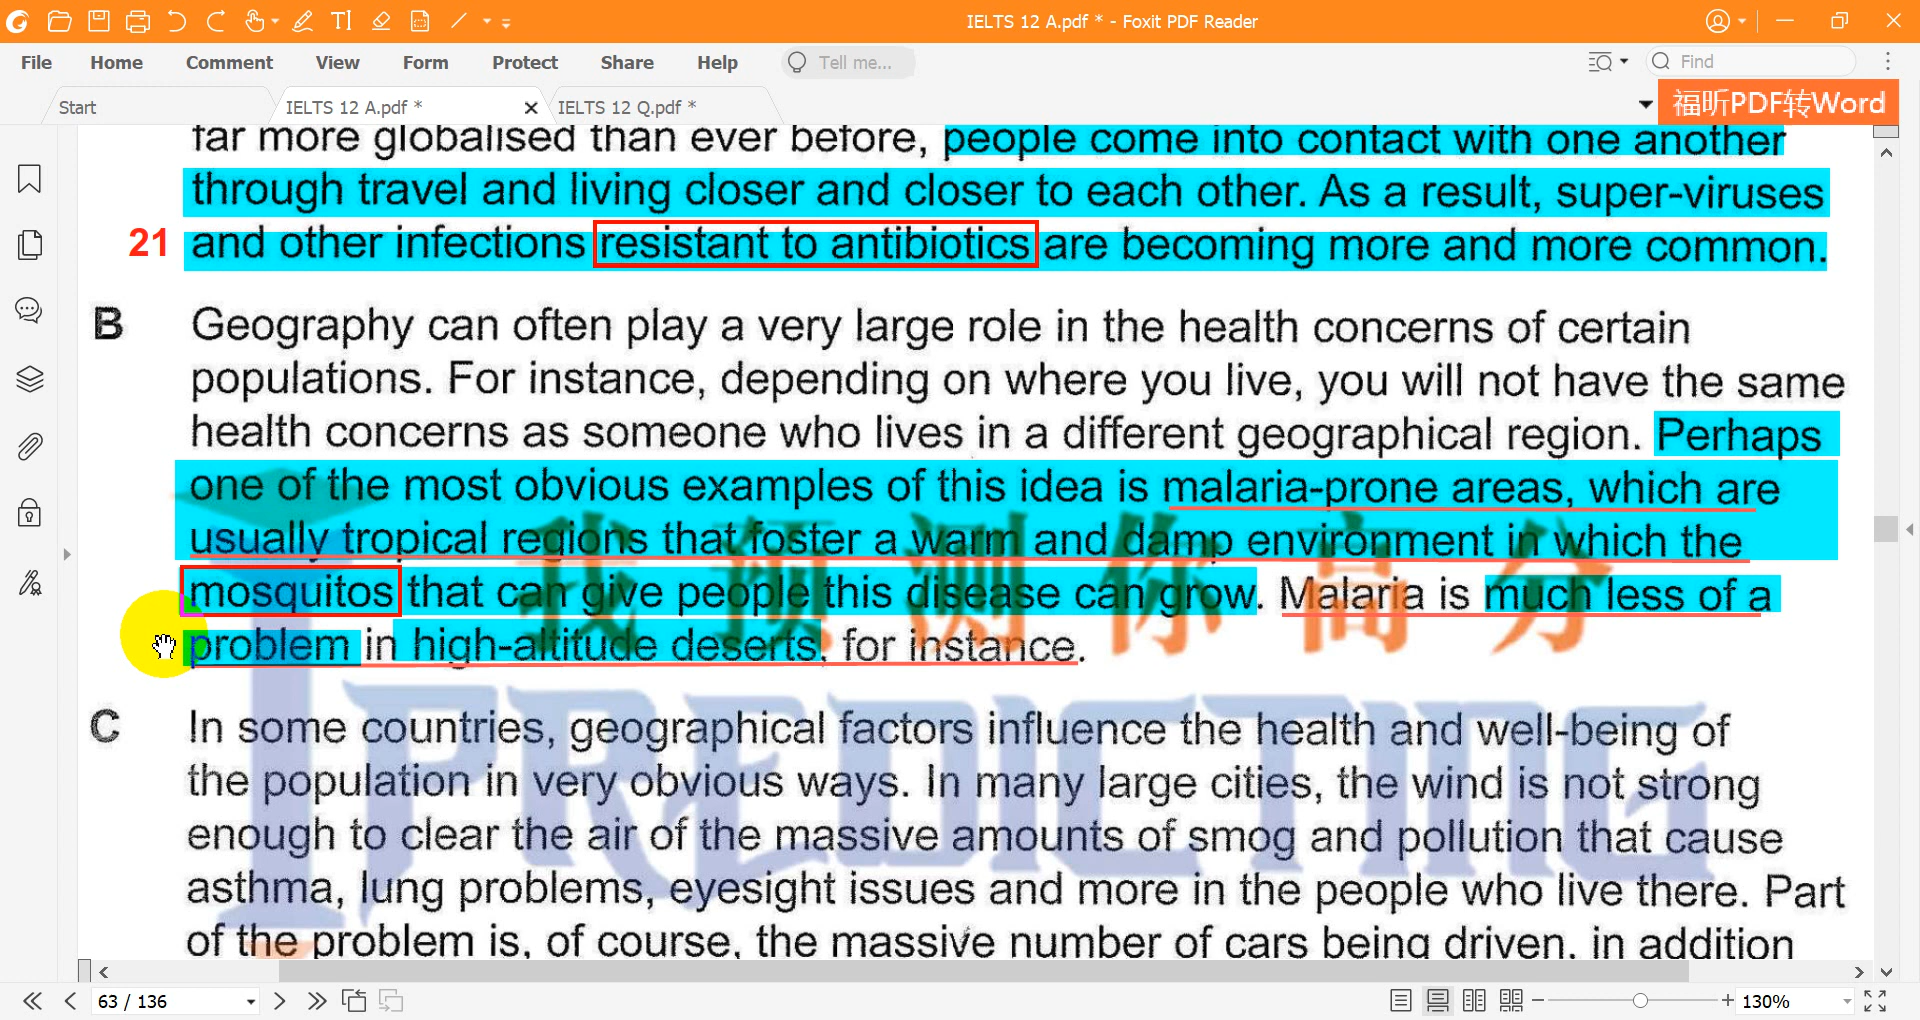 IELTS 12 A.pdf * - Foxit PDF Reader
File Home Comment View Form Protect Share Help Tell me... Find
Start IELTS 12 A.pdf * IELTS 12 Q.pdf * 福昕PDF转Word
far more globalised than ever before, people come into contact with one another
through travel and living closer and closer to each other. As a result, super-viruses
21 and other infections resistant to antibiotics are becoming more and more common.
B Geography can often play a very large role in the health concerns of certain
populations. For instance, depending on where you live, you will not have the same
health concerns as someone who lives in a different geographical region. Perhaps
one of the most obvious examples of this idea is malaria-prone areas, which are
usually tropical regions that foster a warm and damp environment in which the
mosquitos that can give people this disease can grow. Malaria is much less of a
problem in high-altitude deserts, for instance.
我预测你高分
IPREDICTING
C In some countries, geographical factors influence the health and well-being of
the population in very obvious ways. In many large cities, the wind is not strong
enough to clear the air of the massive amounts of smog and pollution that cause
asthma, lung problems, eyesight issues and more in the people who live there. Part
of the problem is, of course, the massive number of cars being driven, in addition
63 / 136 130%